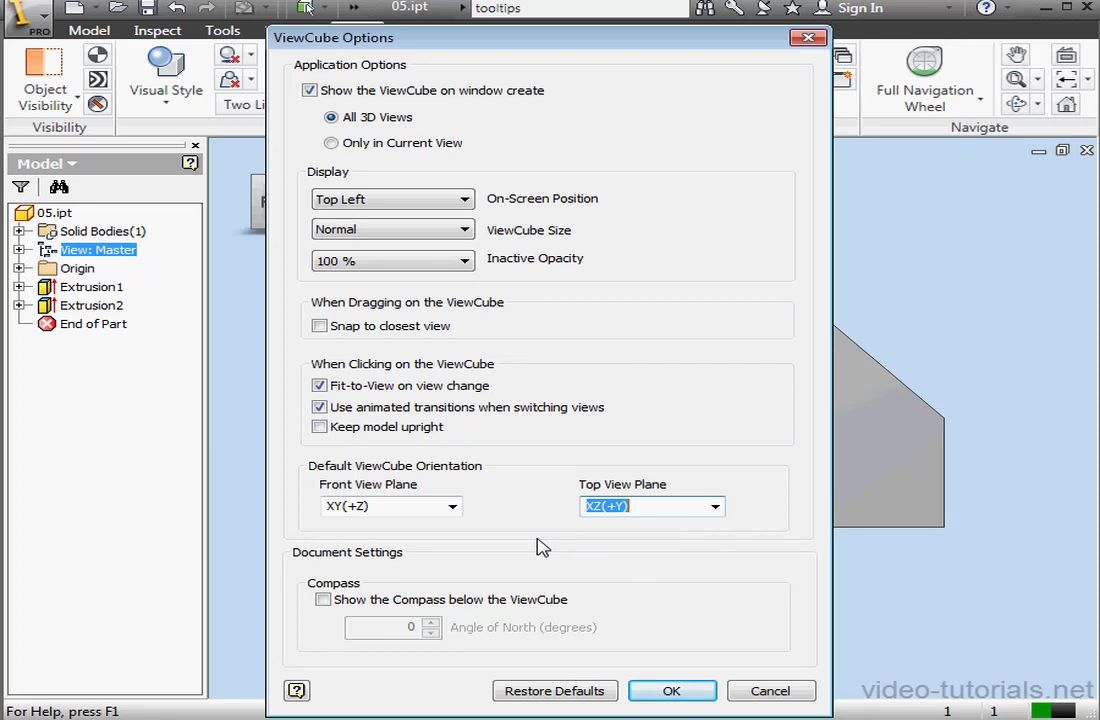 05.ipt
tooltips
Sign In
PRO
Model
Inspect
Tools
ViewCube Options
Application Options
Show the ViewCube on window create
All 3D Views
Only in Current View
Display
Top Left
On-Screen Position
Normal
ViewCube Size
100 %
Inactive Opacity
When Dragging on the ViewCube
Snap to closest view
When Clicking on the ViewCube
Fit-to-View on view change
Use animated transitions when switching views
Keep model upright
Default ViewCube Orientation
Front View Plane
Top View Plane
XY(+Z)
XZ(+Y)
Document Settings
Compass
Show the Compass below the ViewCube
0
Angle of North (degrees)
Restore Defaults
OK
Cancel
Object
Visibility
Visual Style
Two Li
Visibility
Full Navigation
Wheel
Navigate
Model
05.ipt
Solid Bodies(1)
View: Master
Origin
Extrusion1
Extrusion2
End of Part
video-tutorials.net
For Help, press F1
1
1